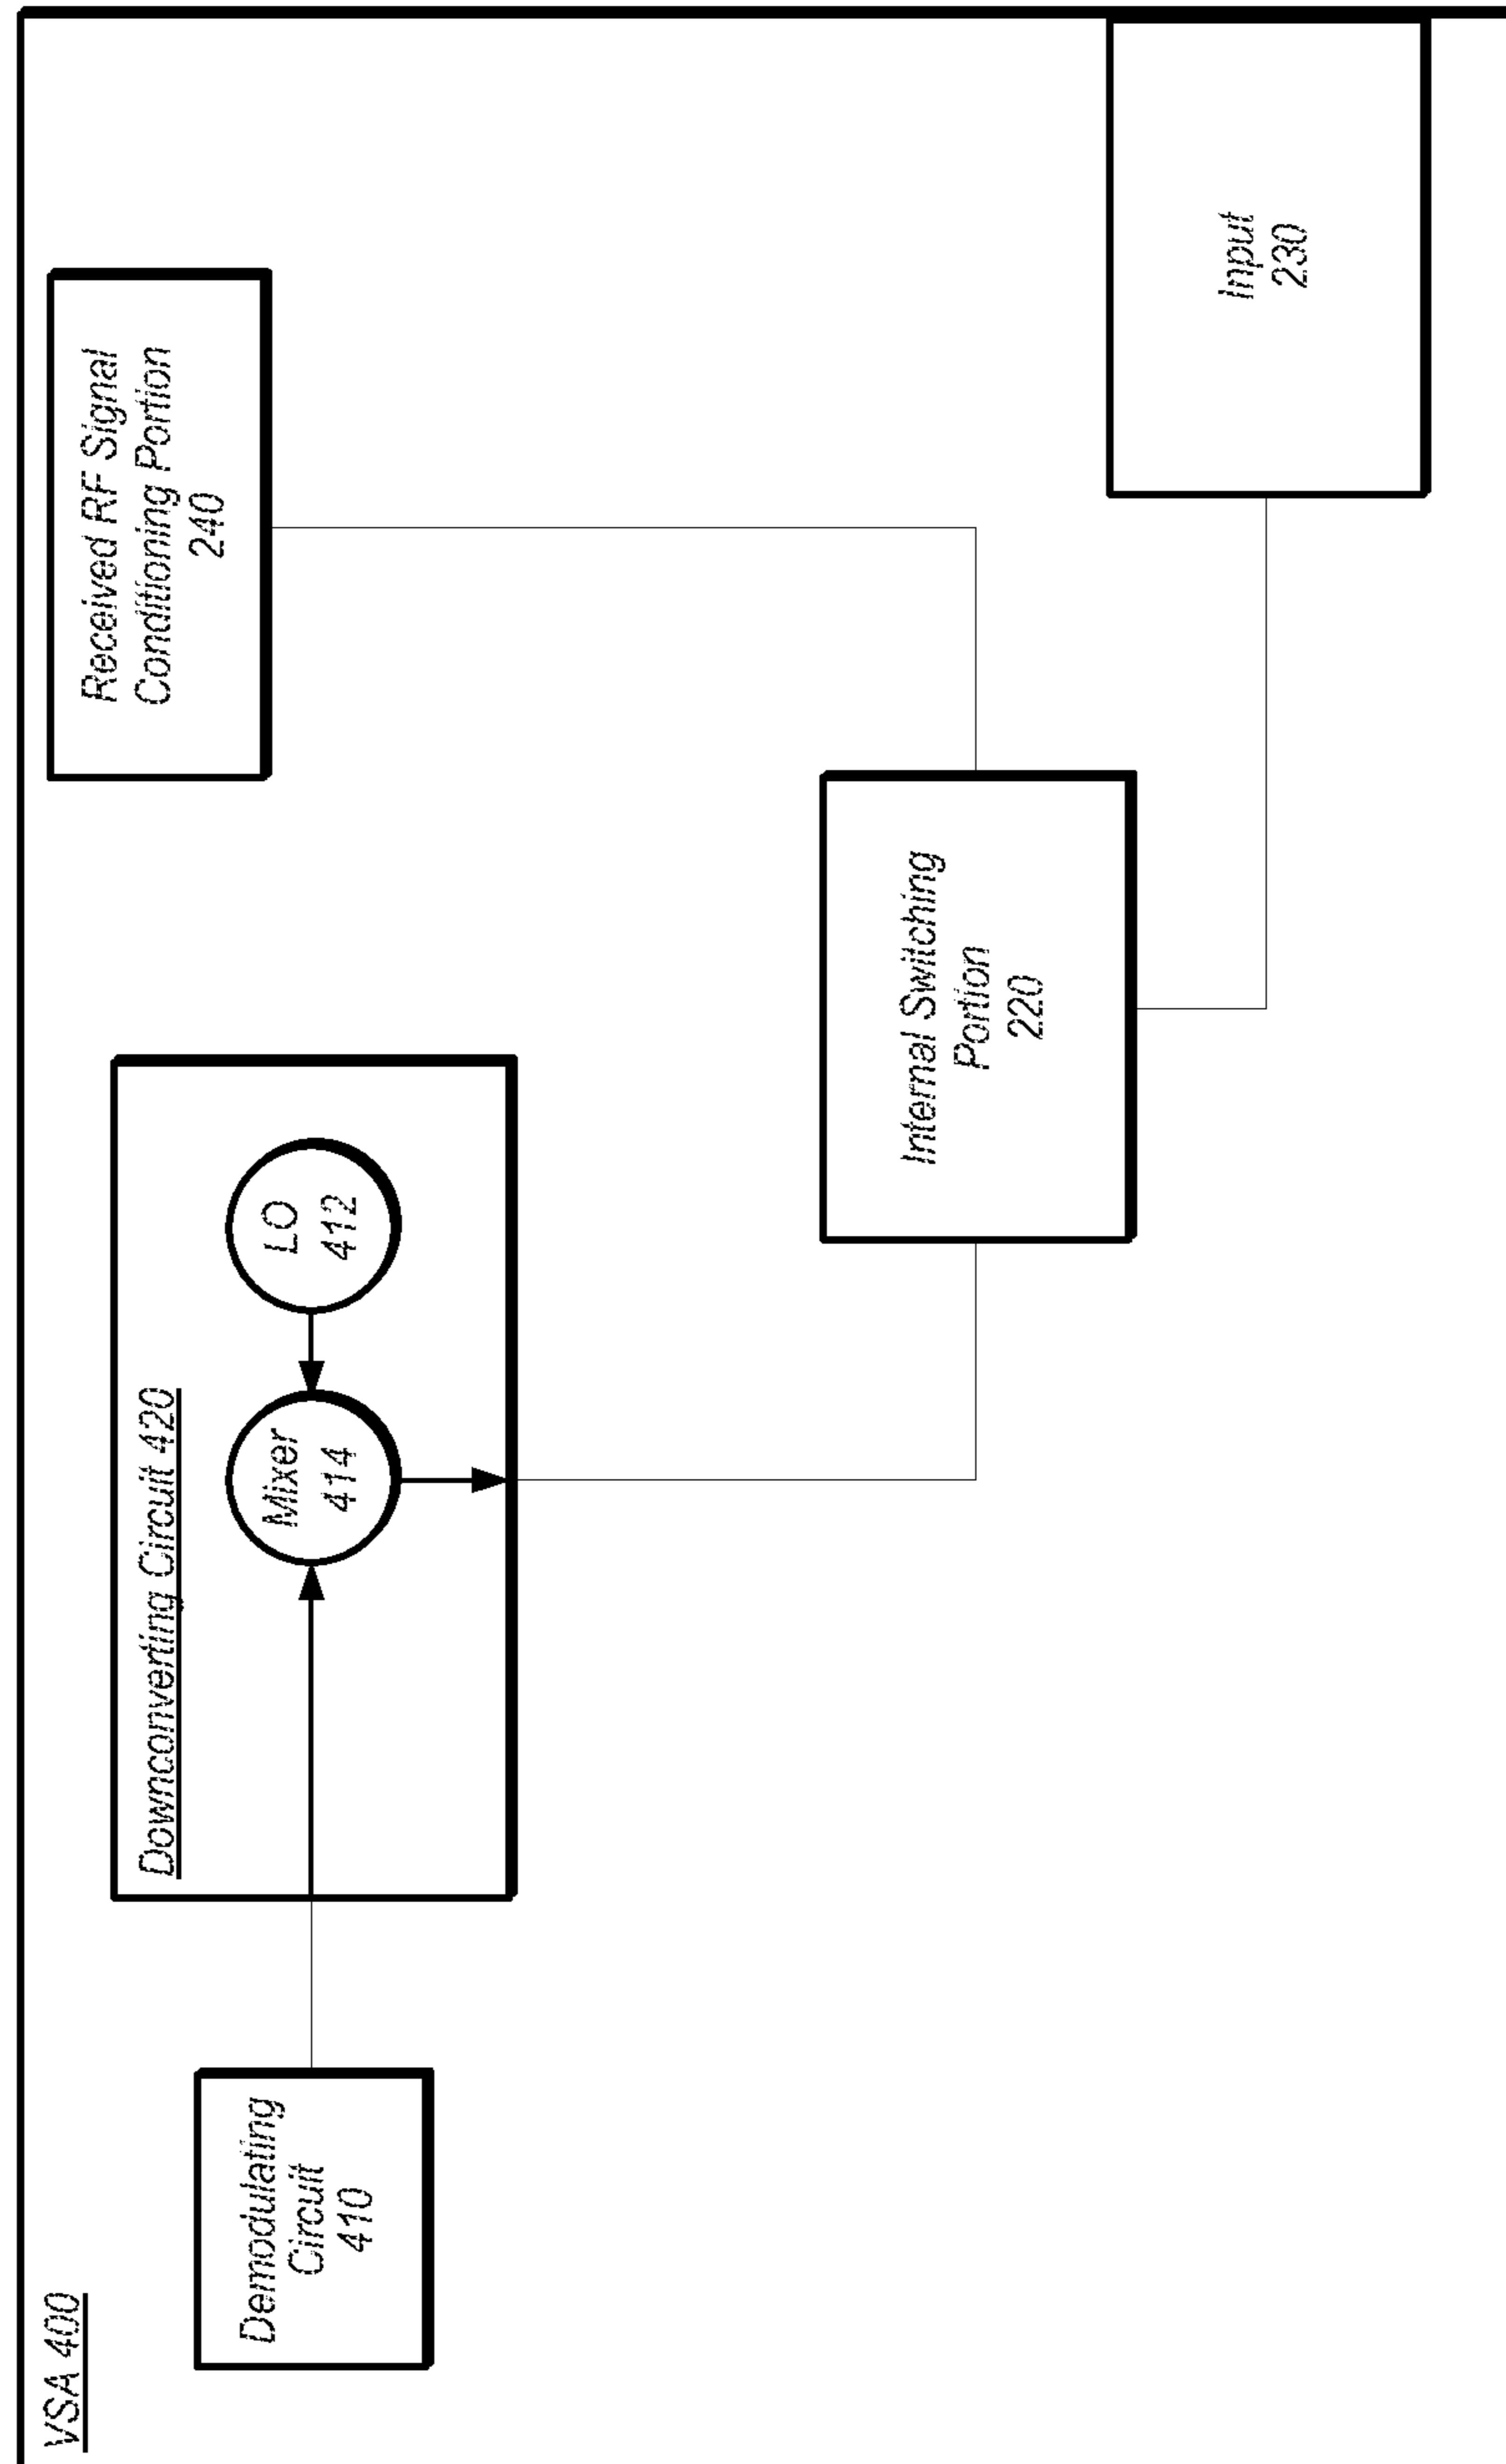 VSA 400
Demodulating
Circuit
410
Downconverting Circuit 420
Mixer
414
LO
412
Received RF Signal
Conditioning Portion
240
Internal Switching
Portion
220
Input
230